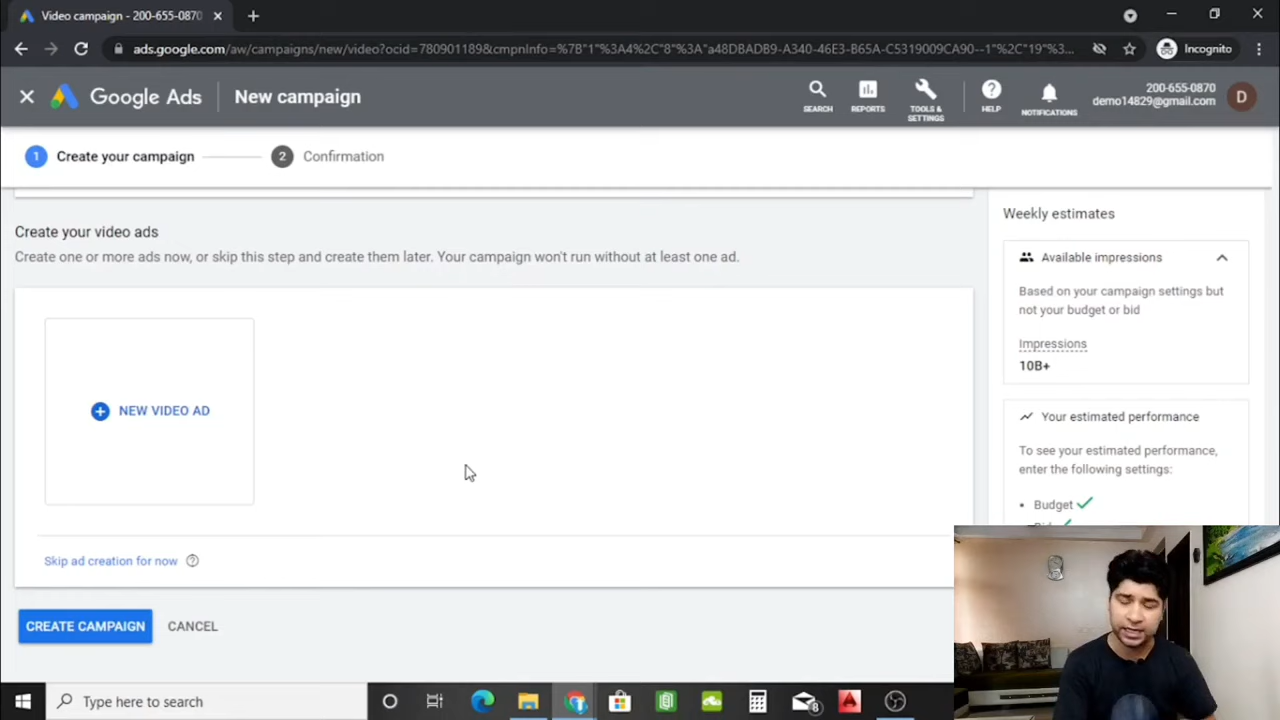 Video campaign - 200-655-0870
ads.google.com/aw/campaigns/new/video?ocid=780901189&cmpnInfo=%7B"1"%3A4%2C"8"%3A"a48DBADB9-A340-46E3-B65A-C5319009CA90--1"%2C"19"%3...
Incognito
Google Ads
New campaign
SEARCH
REPORTS
TOOLS &
SETTINGS
HELP
NOTIFICATIONS
200-655-0870
demo14829@gmail.com
D
1 Create your campaign
2 Confirmation
Create your video ads
Create one or more ads now, or skip this step and create them later. Your campaign won't run without at least one ad.
NEW VIDEO AD
Skip ad creation for now
CREATE CAMPAIGN
CANCEL
Weekly estimates
Available impressions
Based on your campaign settings but
not your budget or bid
Impressions
10B+
Your estimated performance
To see your estimated performance,
enter the following settings:
• Budget
Type here to search
8